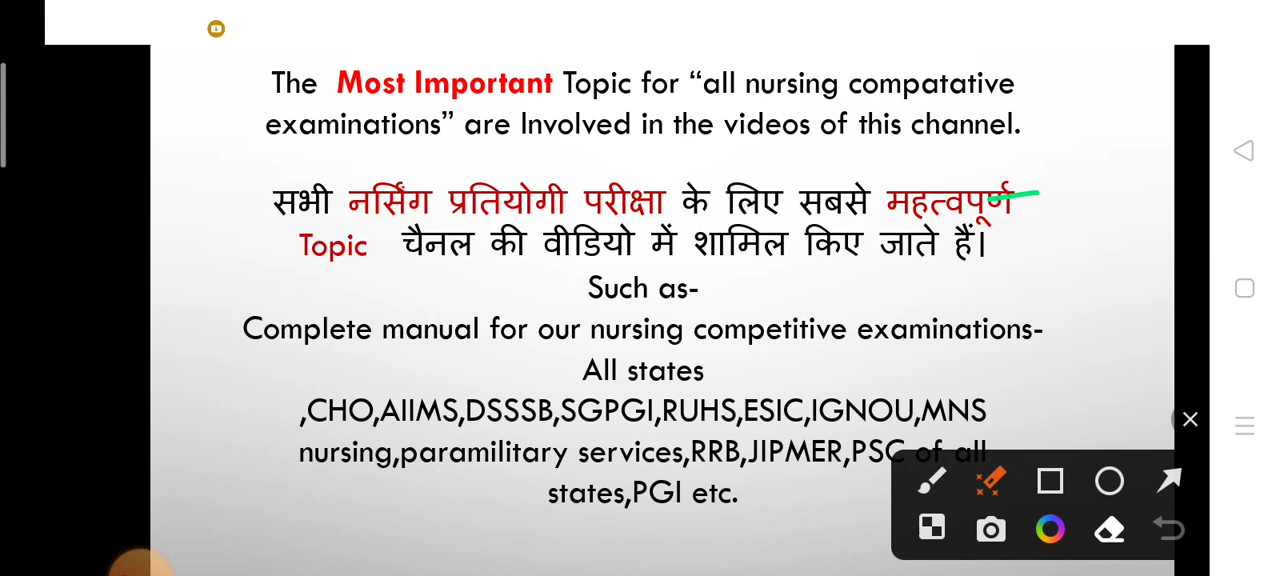 The Most Important Topic for “all nursing compatative
examinations” are Involved in the videos of this channel.
सभी नर्सिंग प्रतियोगी परीक्षा के लिए सबसे महत्वपूर्ण
Topic चैनल की वीडियो में शामिल किए जाते हैं।
Such as-
Complete manual for our nursing competitive examinations-
All states
,CHO,AIIMS,DSSSB,SGPGI,RUHS,ESIC,IGNOU,MNS
nursing,paramilitary services,RRB,JIPMER,PSC of all
states,PGI etc.